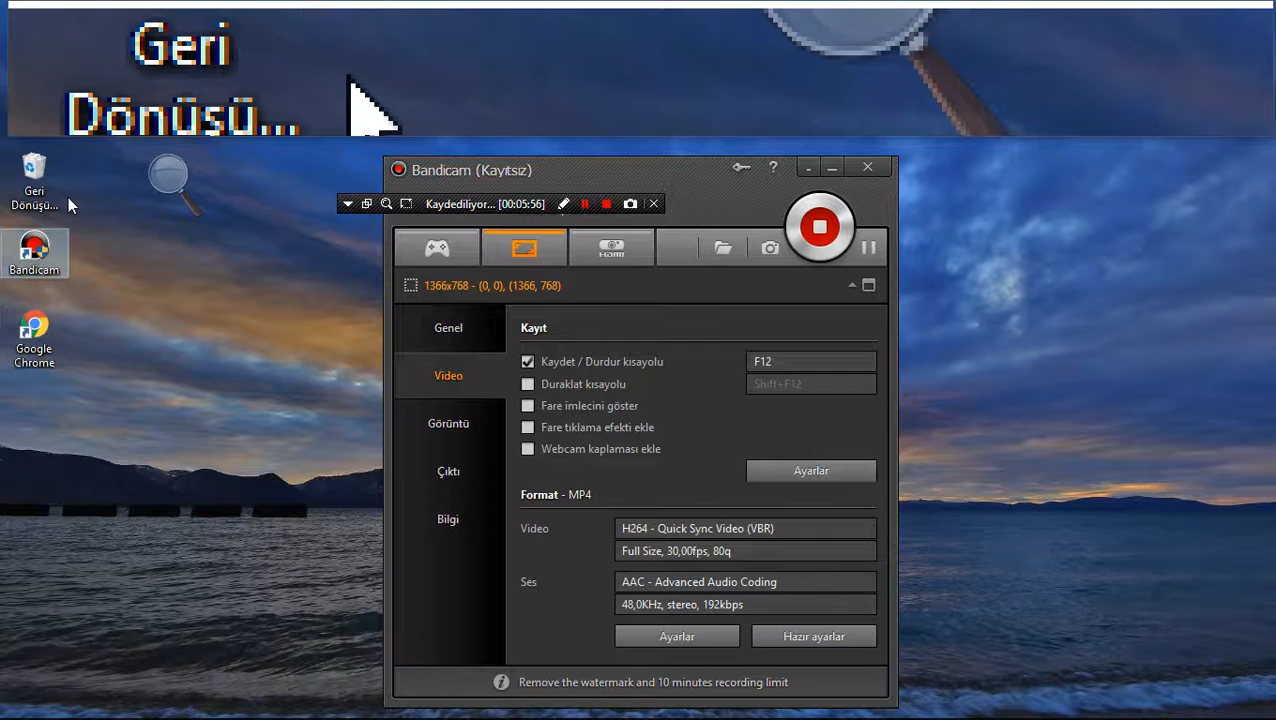 Geri
Dönüşü...
Geri
Dönüşü...
Bandicam
Google
Chrome
Bandicam (Kayıtsız)
?
Kaydediliyor... [00:05:56]
HDMI
1366x768 - (0, 0), (1366, 768)
Genel
Video
Görüntü
Çıktı
Bilgi
Kayıt
Kaydet / Durdur kısayolu
F12
Duraklat kısayolu
Shift+F12
Fare imlecini göster
Fare tıklama efekti ekle
Webcam kaplaması ekle
Ayarlar
Format - MP4
Video
H264 - Quick Sync Video (VBR)
Full Size, 30,00fps, 80q
Ses
AAC - Advanced Audio Coding
48,0KHz, stereo, 192kbps
Ayarlar
Hazır ayarlar
Remove the watermark and 10 minutes recording limit